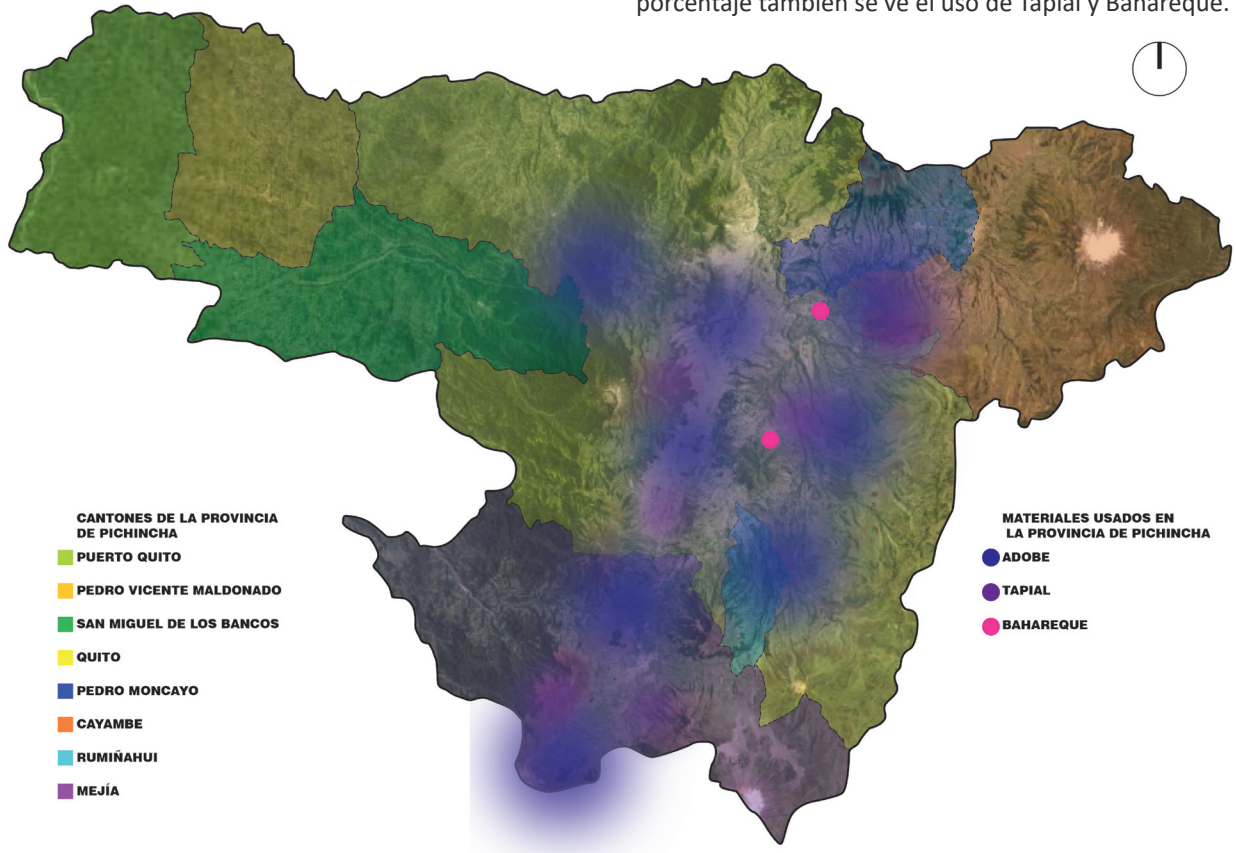 porcentaje también se ve el uso de Tapial y Bahareque.
CANTONES DE LA PROVINCIA
DE PICHINCHA
PUERTO QUITO
PEDRO VICENTE MALDONADO
SAN MIGUEL DE LOS BANCOS
QUITO
PEDRO MONCAYO
CAYAMBE
RUMIÑAHUI
MEJÍA
MATERIALES USADOS EN
LA PROVINCIA DE PICHINCHA
ADOBE
TAPIAL
BAHAREQUE